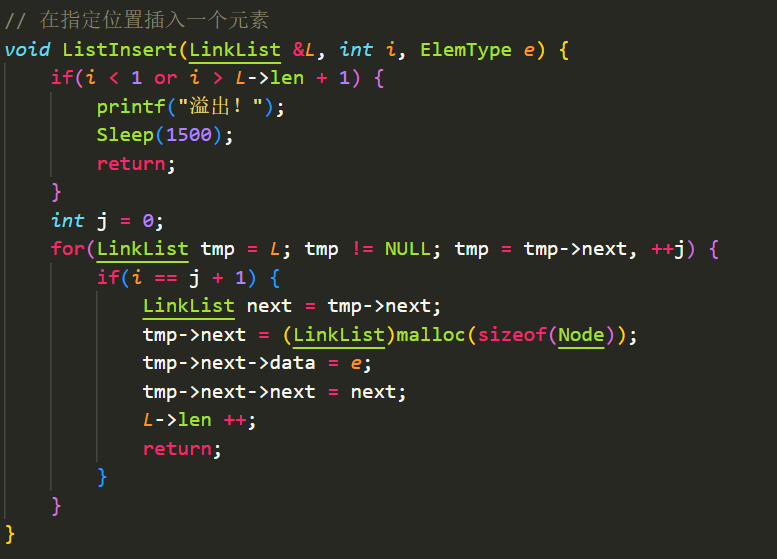 // 在指定位置插入一个元素
void ListInsert(LinkList &L, int i, ElemType e) {
    if(i < 1 or i > L->len + 1) {
        printf("溢出! ");
        Sleep(1500);
        return;
    }
    int j = 0;
    for(LinkList tmp = L; tmp != NULL; tmp = tmp->next, ++j) {
        if(i == j + 1) {
            LinkList next = tmp->next;
            tmp->next = (LinkList)malloc(sizeof(Node));
            tmp->next->data = e;
            tmp->next->next = next;
            L->len ++;
            return;
        }
    }
}